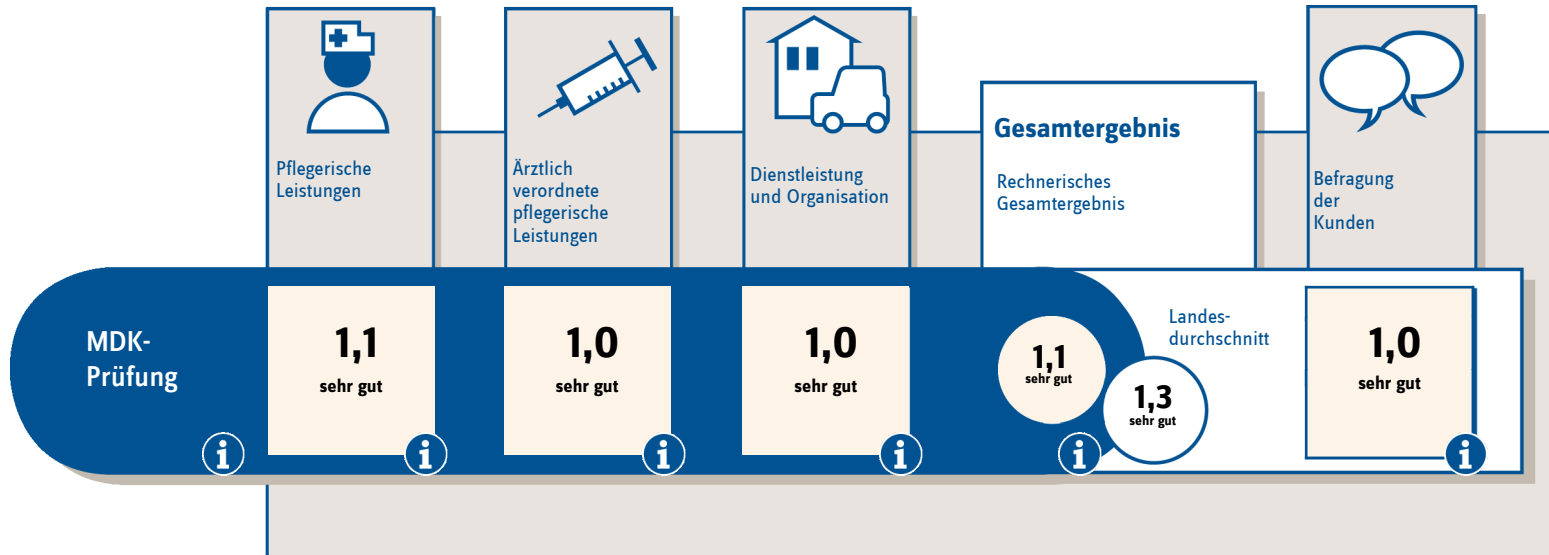 Pflegerische
Leistungen
Ärztlich
verordnete
pflegerische
Leistungen
Dienstleistung
und Organisation
Gesamtergebnis
Rechnerisches
Gesamtergebnis
Befragung
der
Kunden
MDK-
Prüfung
1,1
sehr gut
1,0
sehr gut
1,0
sehr gut
1,1
sehr gut
Landes-
durchschnitt
1,3
sehr gut
1,0
sehr gut
i
i
i
i
i
i